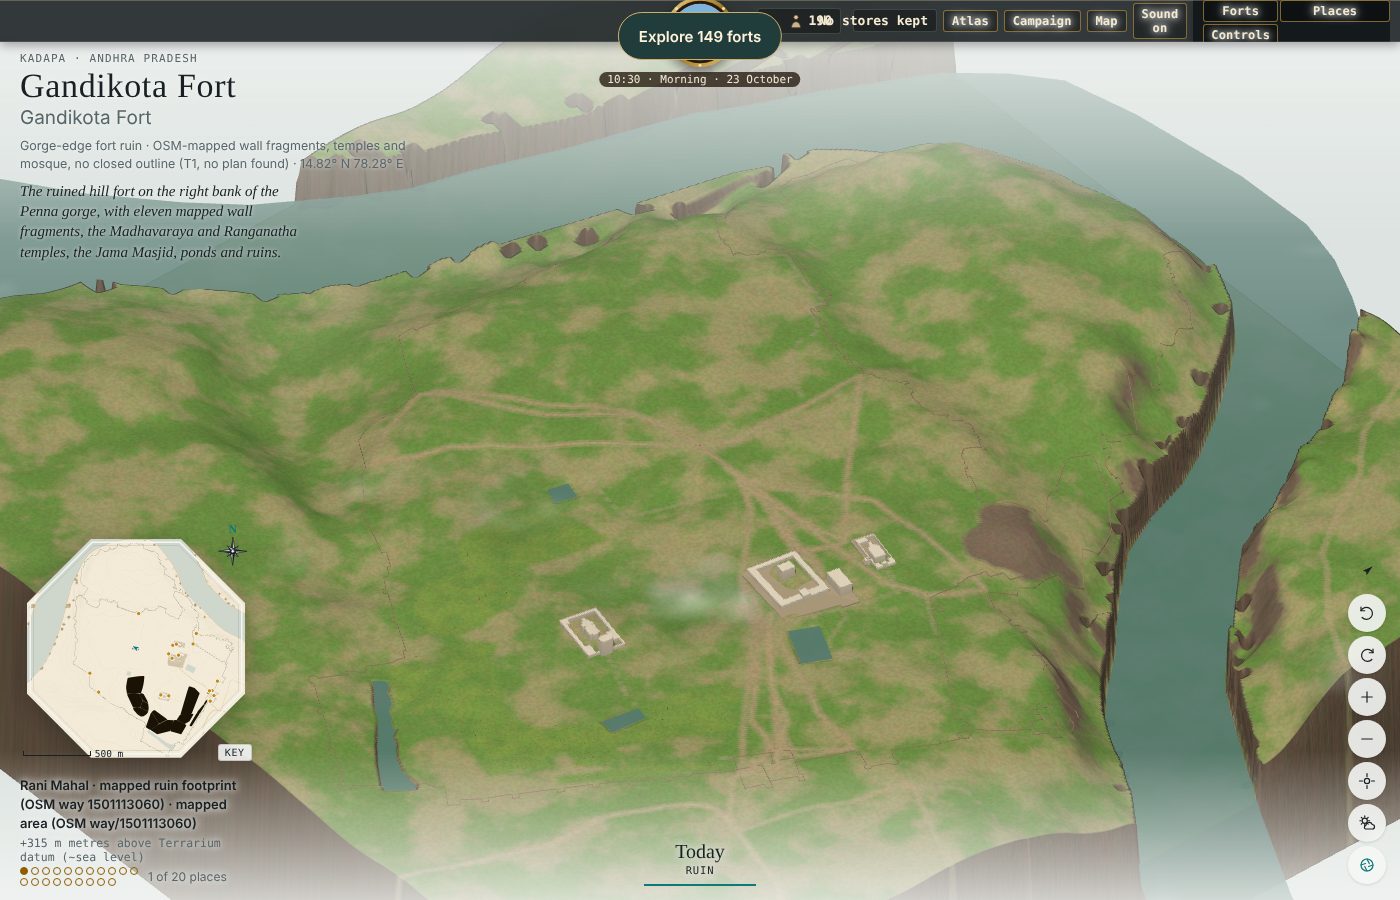 Explore 149 forts
stores kept
Atlas
Campaign
Map
Sound
on
Forts
Places
Controls
10:30 · Morning · 23 October
KADAPA · ANDHRA PRADESH
Gandikota Fort
Gandikota Fort
Gorge-edge fort ruin · OSM-mapped wall fragments, temples and
mosque, no closed outline (T1, no plan found) · 14.82° N 78.28° E
The ruined hill fort on the right bank of the
Penna gorge, with eleven mapped wall
fragments, the Madhavaraya and Ranganatha
temples, the Jama Masjid, ponds and ruins.
N
500 m
KEY
Rani Mahal · mapped ruin footprint
(OSM way 1501113060) · mapped
area (OSM way/1501113060)
+315 m metres above Terrarium
datum (~sea level)
1 of 20 places
Today
RUIN